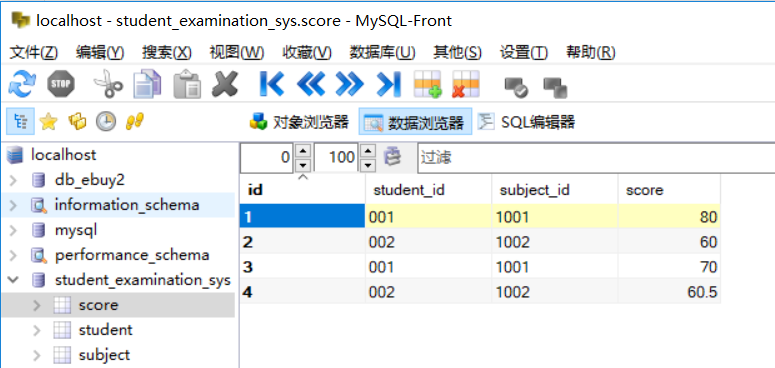 localhost - student_examination_sys.score - MySQL-Front
文件(Z) 编辑(Y) 搜索(X) 视图(W) 收藏(V) 数据库(U) 其他(S) 设置(T) 帮助(R)
STOP
对象浏览器 数据浏览器 SQL编辑器
localhost
0 100 过滤
db_ebuy2
information_schema
mysql
performance_schema
student_examination_sys
score
student
subject
id student_id subject_id score
1 001 1001 80
2 002 1002 60
3 001 1001 70
4 002 1002 60.5